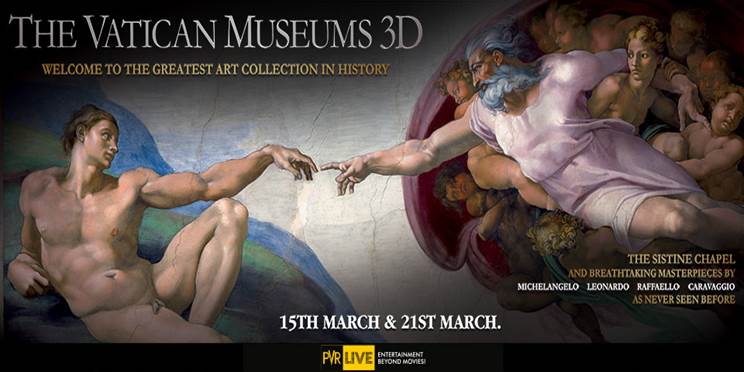 THE VATICAN MUSEUMS 3D
WELCOME TO THE GREATEST ART COLLECTION IN HISTORY
THE SISTINE CHAPEL
AND BREATHTAKING MASTERPIECES BY
MICHELANGELO LEONARDO RAFFAELLO CARAVAGGIO
AS NEVER SEEN BEFORE
15TH MARCH & 21ST MARCH.
PVR LIVE ENTERTAINMENT
BEYOND MOVIES!